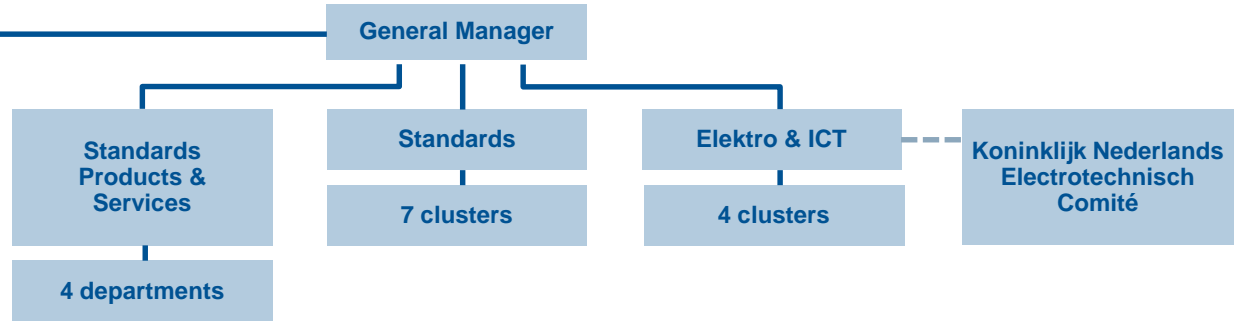 General Manager
Standards
Products &
Services
4 departments
Standards
7 clusters
Elektro & ICT
4 clusters
Koninklijk Nederlands
Electrotechnisch
Comité